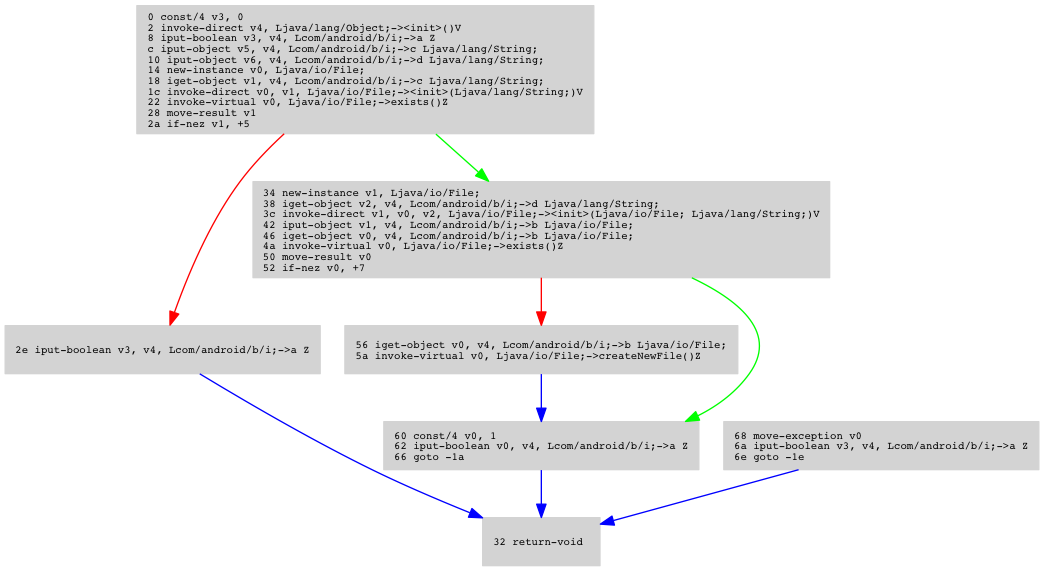 0 const/4 v3, 0
2 invoke-direct v4, Ljava/lang/Object;-><init>()V
8 iput-boolean v3, v4, Lcom/android/b/i;->a Z
c iput-object v5, v4, Lcom/android/b/i;->c Ljava/lang/String;
10 iput-object v6, v4, Lcom/android/b/i;->d Ljava/lang/String;
14 new-instance v0, Ljava/io/File;
18 iget-object v1, v4, Lcom/android/b/i;->c Ljava/lang/String;
1c invoke-direct v0, v1, Ljava/io/File;-><init>(Ljava/lang/String;)V
22 invoke-virtual v0, Ljava/io/File;->exists()Z
28 move-result v1
2a if-nez v1, +5
34 new-instance v1, Ljava/io/File;
38 iget-object v2, v4, Lcom/android/b/i;->d Ljava/lang/String;
3c invoke-direct v1, v0, v2, Ljava/io/File;-><init>(Ljava/io/File; Ljava/lang/String;)V
42 iput-object v1, v4, Lcom/android/b/i;->b Ljava/io/File;
46 iget-object v0, v4, Lcom/android/b/i;->b Ljava/io/File;
4a invoke-virtual v0, Ljava/io/File;->exists()Z
50 move-result v0
52 if-nez v0, +7
2e iput-boolean v3, v4, Lcom/android/b/i;->a Z
56 iget-object v0, v4, Lcom/android/b/i;->b Ljava/io/File;
5a invoke-virtual v0, Ljava/io/File;->createNewFile()Z
60 const/4 v0, 1
62 iput-boolean v0, v4, Lcom/android/b/i;->a Z
66 goto -1a
68 move-exception v0
6a iput-boolean v3, v4, Lcom/android/b/i;->a Z
6e goto -1e
32 return-void